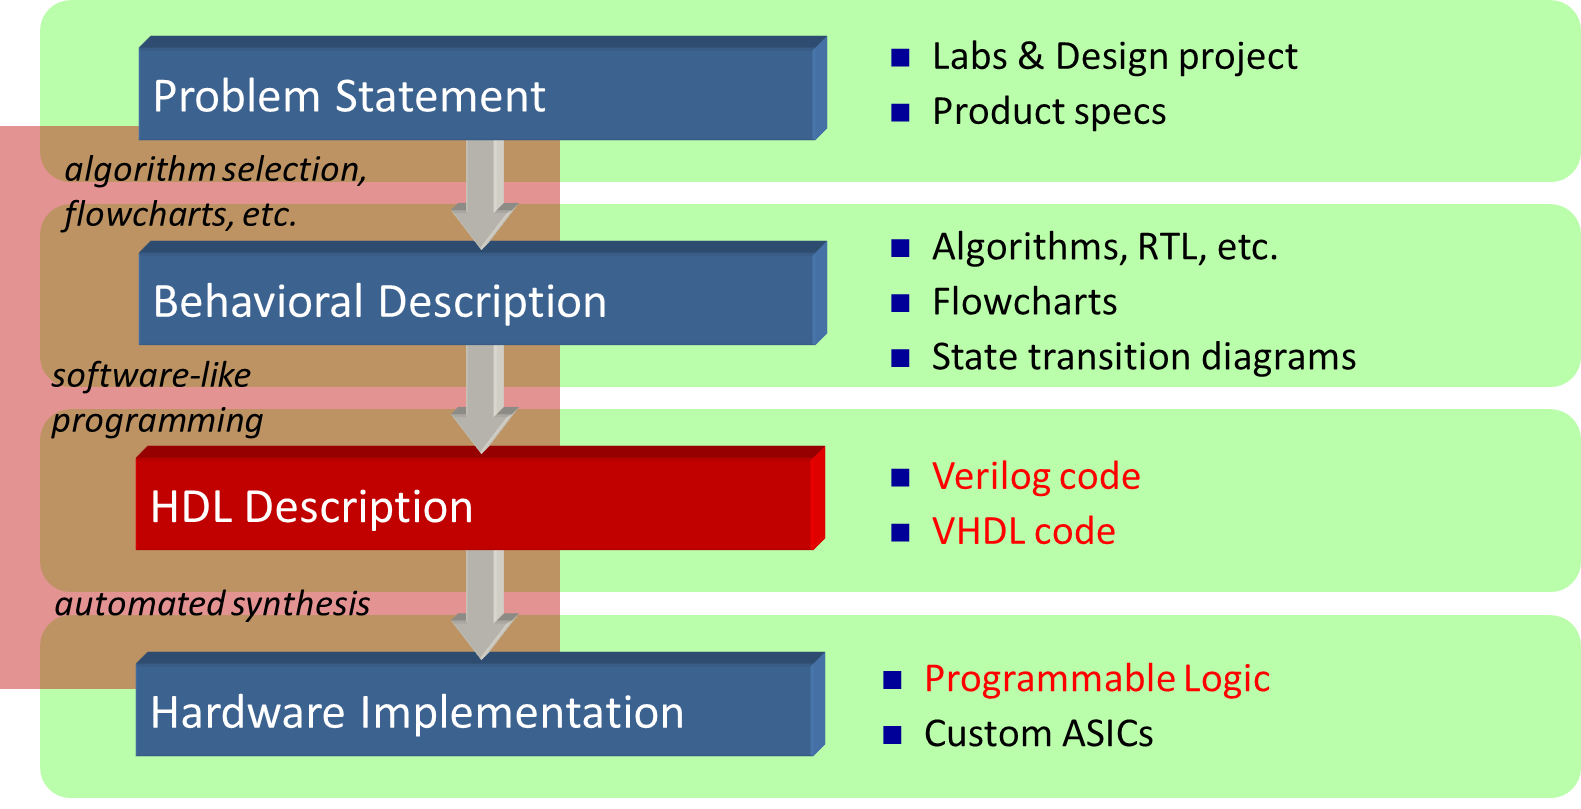 Problem Statement
Labs & Design project
Product specs
algorithm selection,
flowcharts, etc.
Behavioral Description
Algorithms, RTL, etc.
Flowcharts
State transition diagrams
software-like
programming
HDL Description
Verilog code
VHDL code
automated synthesis
Hardware Implementation
Programmable Logic
Custom ASICs